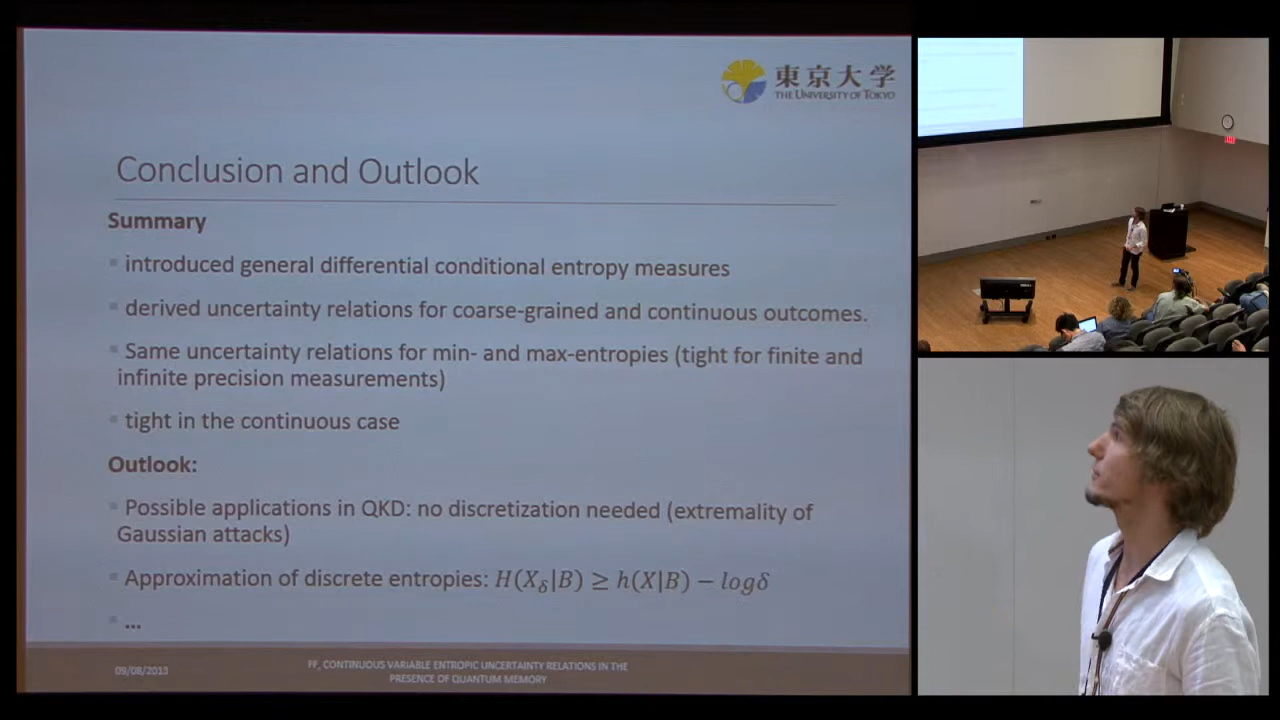 東京大学
THE UNIVERSITY OF TOKYO
Conclusion and Outlook
Summary
introduced general differential conditional entropy measures
derived uncertainty relations for coarse-grained and continuous outcomes.
Same uncertainty relations for min- and max-entropies (tight for finite and
infinite precision measurements)
tight in the continuous case
Outlook:
Possible applications in QKD: no discretization needed (extremality of
Gaussian attacks)
Approximation of discrete entropies: H(X_δ|B) ≥ h(X|B) − logδ
...
09/08/2013
FF, CONTINUOUS VARIABLE ENTROPIC UNCERTAINTY RELATIONS IN THE
PRESENCE OF QUANTUM MEMORY